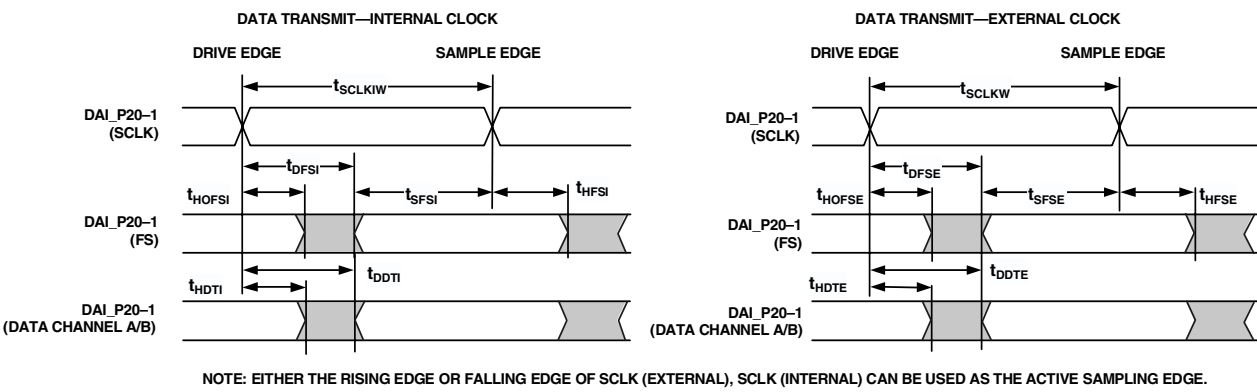 DATA TRANSMIT—INTERNAL CLOCK
DRIVE EDGE
SAMPLE EDGE
tSCLKIW
DAI_P20–1
(SCLK)
tDFSI
tHOFSI
tSFSI
tHFSI
DAI_P20–1
(FS)
tDDTI
tHDTI
DAI_P20–1
(DATA CHANNEL A/B)
DATA TRANSMIT—EXTERNAL CLOCK
DRIVE EDGE
SAMPLE EDGE
tSCLKW
DAI_P20–1
(SCLK)
tDFSE
tHOFSE
tSFSE
tHFSE
DAI_P20–1
(FS)
tDDTE
tHDTE
DAI_P20–1
(DATA CHANNEL A/B)
NOTE: EITHER THE RISING EDGE OR FALLING EDGE OF SCLK (EXTERNAL), SCLK (INTERNAL) CAN BE USED AS THE ACTIVE SAMPLING EDGE.